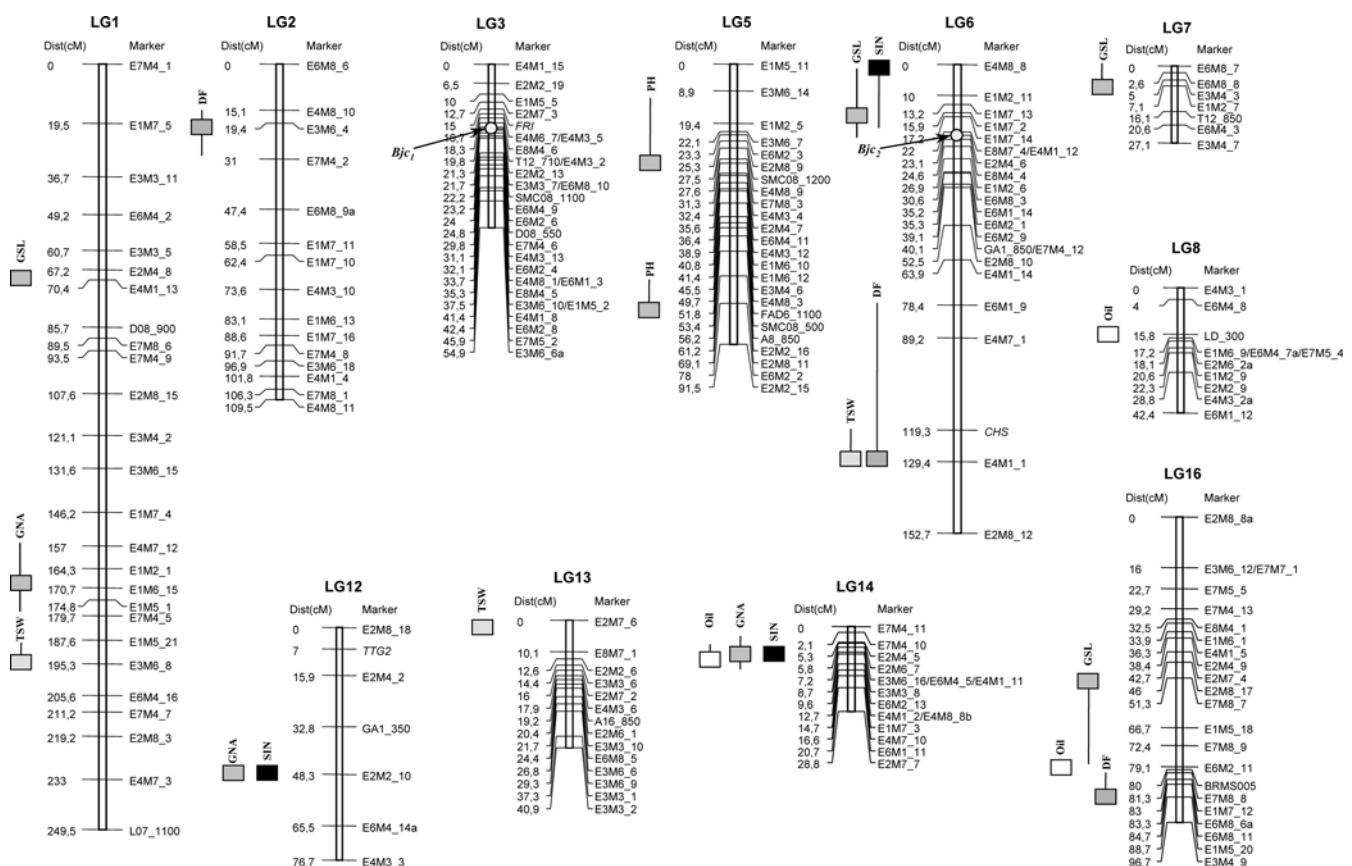 LG1
Dist(cM) Marker
0 E7M4_1
19,5 E1M7_5
36,7 E3M3_11
49,2 E6M4_2
60,7 E3M3_5
67,2 E2M4_8
70,4 E4M1_13
85,7 D08_900
89,5 E7M8_6
93,5 E7M4_9
107,6 E2M8_15
121,1 E3M4_2
131,6 E3M6_15
146,2 E1M7_4
157 E4M7_12
164,3 E1M2_1
170,7 E1M6_15
174,8 E1M5_1
179,7 E7M4_5
187,6 E1M5_21
195,3 E3M6_8
205,6 E6M4_16
211,2 E7M4_7
219,2 E2M8_3
233 E4M7_3
249,5 L07_1100
GSL
GNA
TSW
LG2
Dist(cM) Marker
0 E6M8_6
15,1 E4M8_10
19,4 E3M6_4
31 E7M4_2
47,4 E6M8_9a
58,5 E1M7_11
62,4 E1M7_10
73,6 E4M3_10
83,1 E1M6_13
88,6 E1M7_16
91,7 E7M4_8
96,9 E3M6_18
101,8 E4M1_4
106,3 E7M8_1
109,5 E4M8_11
DF
LG3
Dist(cM) Marker
0 E4M1_15
6,5 E2M2_19
10 E1M5_5
12,7 E2M7_3
15 FRI
16,7 E4M6_7/E4M3_5
18,3 E8M4_6
19,8 T12_710/E4M3_2
21,3 E2M2_13
21,7 E3M3_7/E6M8_10
22,2 SMC08_1100
23,2 E6M4_9
24 E6M2_6
24,8 D08_550
29,8 E7M4_6
31,1 E4M3_13
32,1 E6M2_4
33,7 E4M8_1/E6M1_3
35,3 E8M4_5
37,5 E3M6_10/E1M5_2
41,4 E4M1_8
42,4 E6M2_8
45,9 E7M5_2
54,9 E3M6_6a
Bjc1
LG5
Dist(cM) Marker
0 E1M5_11
8,9 E3M6_14
19,4 E1M2_5
22,1 E3M6_7
23,3 E6M2_3
25,3 E2M8_9
27,5 SMC08_1200
27,6 E4M8_9
31,3 E7M8_3
32,4 E4M3_4
35,6 E2M4_7
36,4 E6M4_11
38,9 E4M3_12
40,8 E1M6_10
41,4 E1M6_12
45,5 E3M4_6
49,7 E4M8_3
51,8 FAD6_1100
53,4 SMC08_500
56,2 A8_850
61,2 E2M2_16
69,1 E2M8_11
78 E6M2_2
91,5 E2M2_15
PH
PH
LG6
Dist(cM) Marker
0 E4M8_8
10 E1M2_11
13,2 E1M7_13
15,9 E1M7_2
17,2 E1M7_14
22 E8M7_4/E4M1_12
23,1 E2M4_6
24,6 E8M4_4
26,9 E1M2_6
30,6 E6M8_3
35,2 E6M1_14
35,3 E6M2_1
39,1 E6M2_9
40,1 GA1_850/E7M4_12
52,5 E2M8_10
63,9 E4M1_14
78,4 E6M1_9
89,2 E4M7_1
119,3 CHS
129,4 E4M1_1
152,7 E2M8_12
Bjc2
GSL
SIN
DF
TSW
LG7
Dist(cM) Marker
0 E6M8_7
2,6 E6M8_8
5 E3M4_3
7,1 E1M2_7
16,1 T12_850
20,6 E6M4_3
27,1 E3M4_7
GSL
LG8
Dist(cM) Marker
0 E4M3_1
4 E6M4_8
15,8 LD_300
17,2 E1M6_9/E6M4_7a/E7M5_4
18,1 E2M6_2a
20,6 E1M2_9
22,3 E2M2_9
28,8 E4M3_2a
42,4 E6M1_12
Oil
LG12
Dist(cM) Marker
0 E2M8_18
7 TTG2
15,9 E2M4_2
32,8 GA1_350
48,3 E2M2_10
65,5 E6M4_14a
76,7 E4M3_3
GNA
SIN
LG13
Dist(cM) Marker
0 E2M7_6
10,1 E8M7_1
12,6 E2M2_6
14,4 E3M3_6
16 E2M7_2
17,9 E4M3_6
19,2 A16_850
20,4 E2M6_1
21,7 E3M3_10
24,4 E6M8_5
26,8 E3M6_6
29,3 E3M6_9
37,3 E3M3_1
40,9 E3M3_2
TSW
LG14
Dist(cM) Marker
0 E7M4_11
2,1 E7M4_10
5,3 E2M4_5
5,8 E2M6_7
7,2 E3M6_16/E6M4_5/E4M1_11
8,7 E3M3_8
9,6 E6M2_13
12,7 E4M1_2/E4M8_8b
14,7 E1M7_3
16,6 E4M7_10
20,7 E6M1_11
28,8 E2M7_7
Oil
GNA
SIN
LG16
Dist(cM) Marker
0 E2M8_8a
16 E3M6_12/E7M7_1
22,7 E7M5_5
29,2 E7M4_13
32,5 E8M4_1
33,9 E1M6_1
36,3 E4M1_5
38,4 E2M4_9
42,7 E2M7_4
46 E2M8_17
51,3 E7M8_7
66,7 E1M5_18
72,4 E7M8_9
79,1 E6M2_11
80 BRMS005
81,3 E7M8_8
83 E1M7_12
83,3 E6M8_6a
84,7 E6M8_11
88,7 E1M5_20
96,7 E3M4_9
GSL
Oil
DF